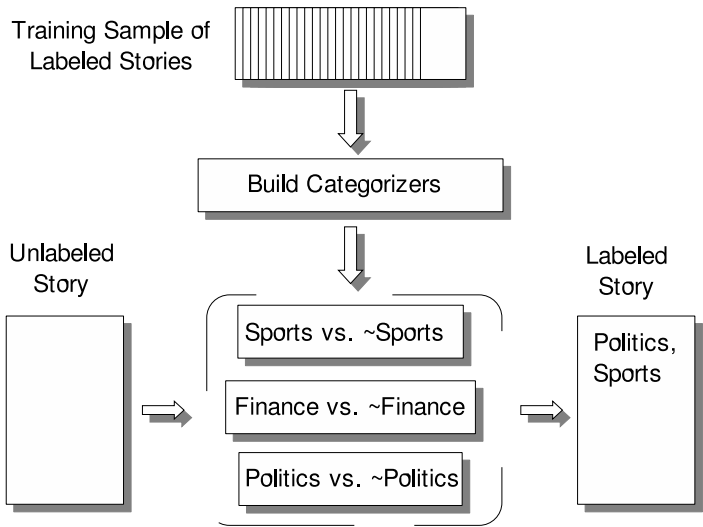 Training Sample of
Labeled Stories
Build Categorizers
Unlabeled
Story
Sports vs. ~Sports
Finance vs. ~Finance
Politics vs. ~Politics
Labeled
Story
Politics,
Sports